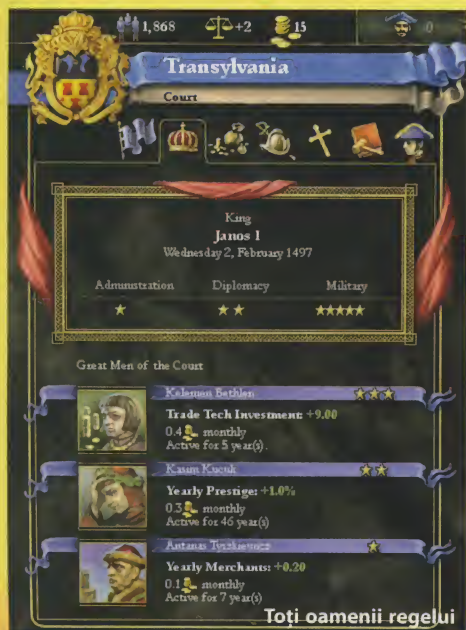 1,868 +2 15 0
Transylvania
Court
King
Janos I
Wednesday 2, February 1497
Administration Diplomacy Military
Great Men of the Court
Kelemen Bethlen
Trade Tech Investment: +9.00
0.4 monthly
Active for 5 year(s).
Kasim Kucuk
Yearly Prestige: +1.0%
0.3 monthly
Active for 46 year(s)
Antanas Tyszkiewicz
Yearly Merchants: +0.20
0.1 monthly
Active for 7 year(s)
Toți oamenii regelui